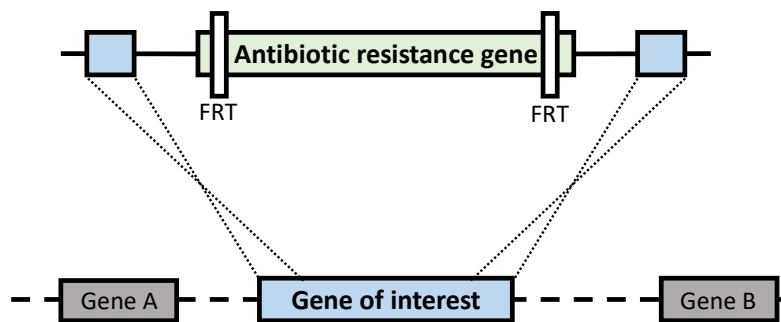 Antibiotic resistance gene
FRT
FRT
Gene A
Gene of interest
Gene B